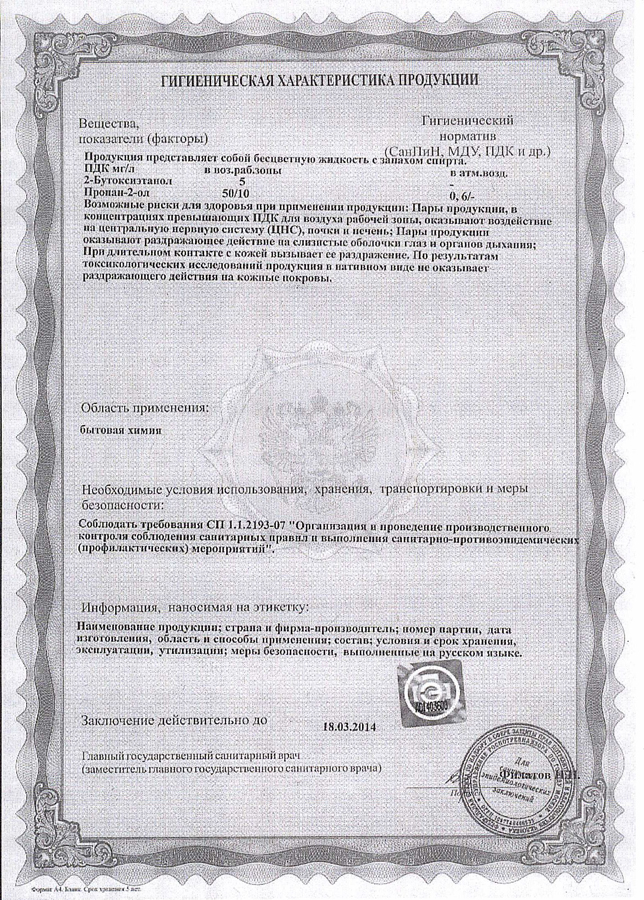 ГИГИЕНИЧЕСКАЯ ХАРАКТЕРИСТИКА ПРОДУКЦИИ
Вещества,
показатели (факторы)
Гигиенический
норматив
(СанПиН, МДУ, ПДК и др.)
Продукция представляет собой бесцветную жидкость с запахом спирта.
ПДК мг/л в воз.раб.зоны в атм.возд.
2-Бутоксиэтанол 5 -
Пропан-2-ол 50/10 0, 6/-
Возможные риски для здоровья при применении продукции: Пары продукции, в
концентрациях превышающих ПДК для воздуха рабочей зоны, оказывают воздействие
на центральную нервную систему (ЦНС), почки и печень; Пары продукции
оказывают раздражающее действие на слизистые оболочки глаз и органов дыхания;
При длительном контакте с кожей вызывает ее раздражение. По результатам
токсикологических исследований продукция в нативном виде не оказывает
раздражающего действия на кожные покровы.
Область применения:
бытовая химия
Необходимые условия использования, хранения, транспортировки и меры
безопасности:
Соблюдать требования СП 1.1.2193-07 "Организация и проведение производственного
контроля соблюдения санитарных правил и выполнения санитарно-противоэпидемических
(профилактических) мероприятий".
Информация, наносимая на этикетку:
Наименование продукции; страна и фирма-производитель; номер партии, дата
изготовления, область и способы применения; состав; условия и срок хранения,
эксплуатации, утилизации; меры безопасности, выполненные на русском языке.
Заключение действительно до 18.03.2014
Главный государственный санитарный врач
(заместитель главного государственного санитарного врача)
Филатов Н.Н.
Для
санитарно-
эпидемиологических
заключений
Формат А4. Бланк. Срок хранения 5 лет.